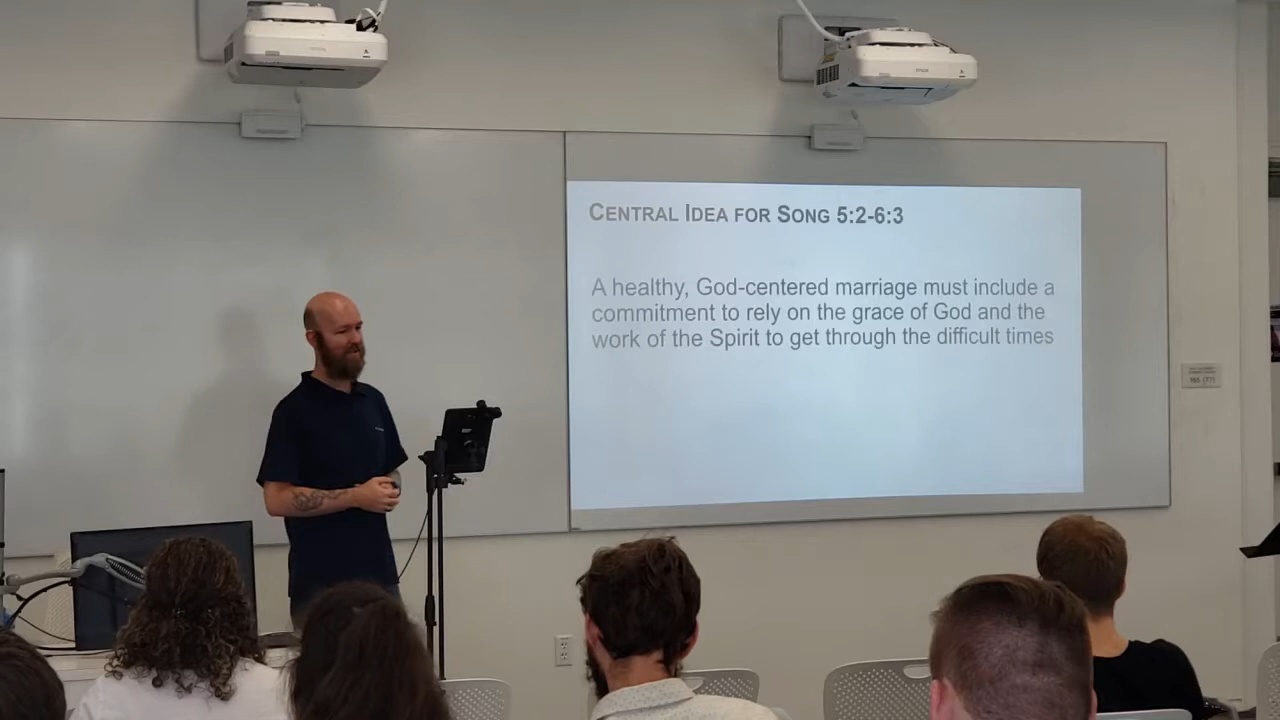 CENTRAL IDEA FOR SONG 5:2-6:3
A healthy, God-centered marriage must include a
commitment to rely on the grace of God and the
work of the Spirit to get through the difficult times
EPSON